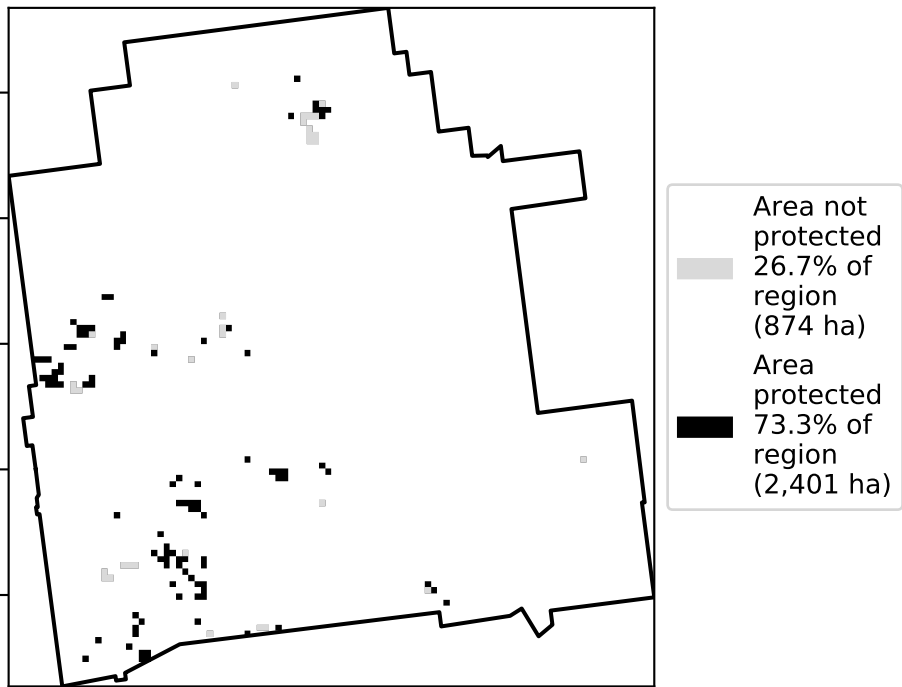 Area not
protected
26.7% of
region
(874 ha)
Area
protected
73.3% of
region
(2,401 ha)